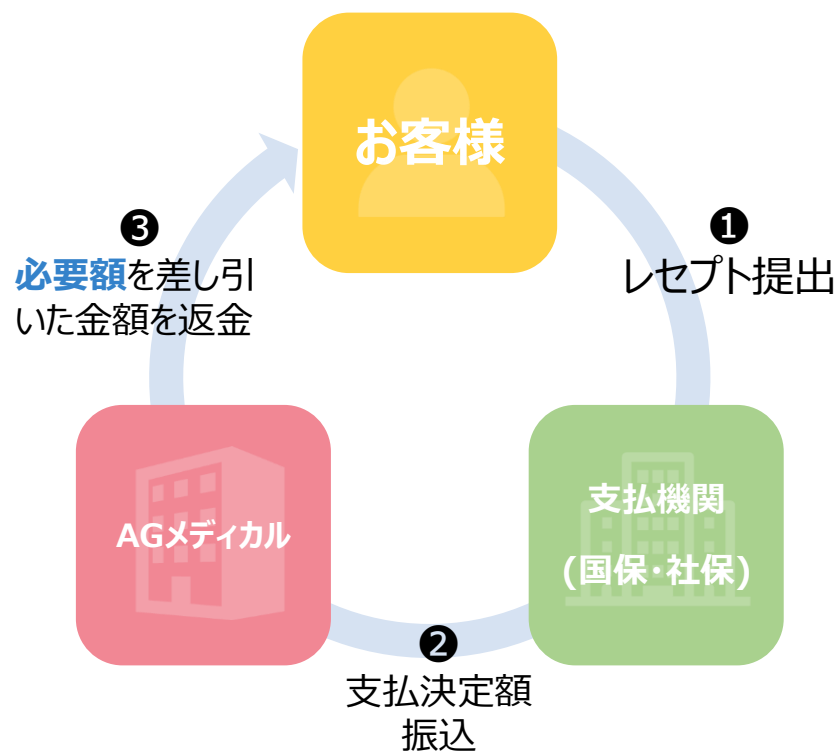 お客様
❶
レセプト提出
❸
必要額を差し引
いた金額を返金
支払機関
(国保・社保)
AGメディカル
❷
支払決定額
振込